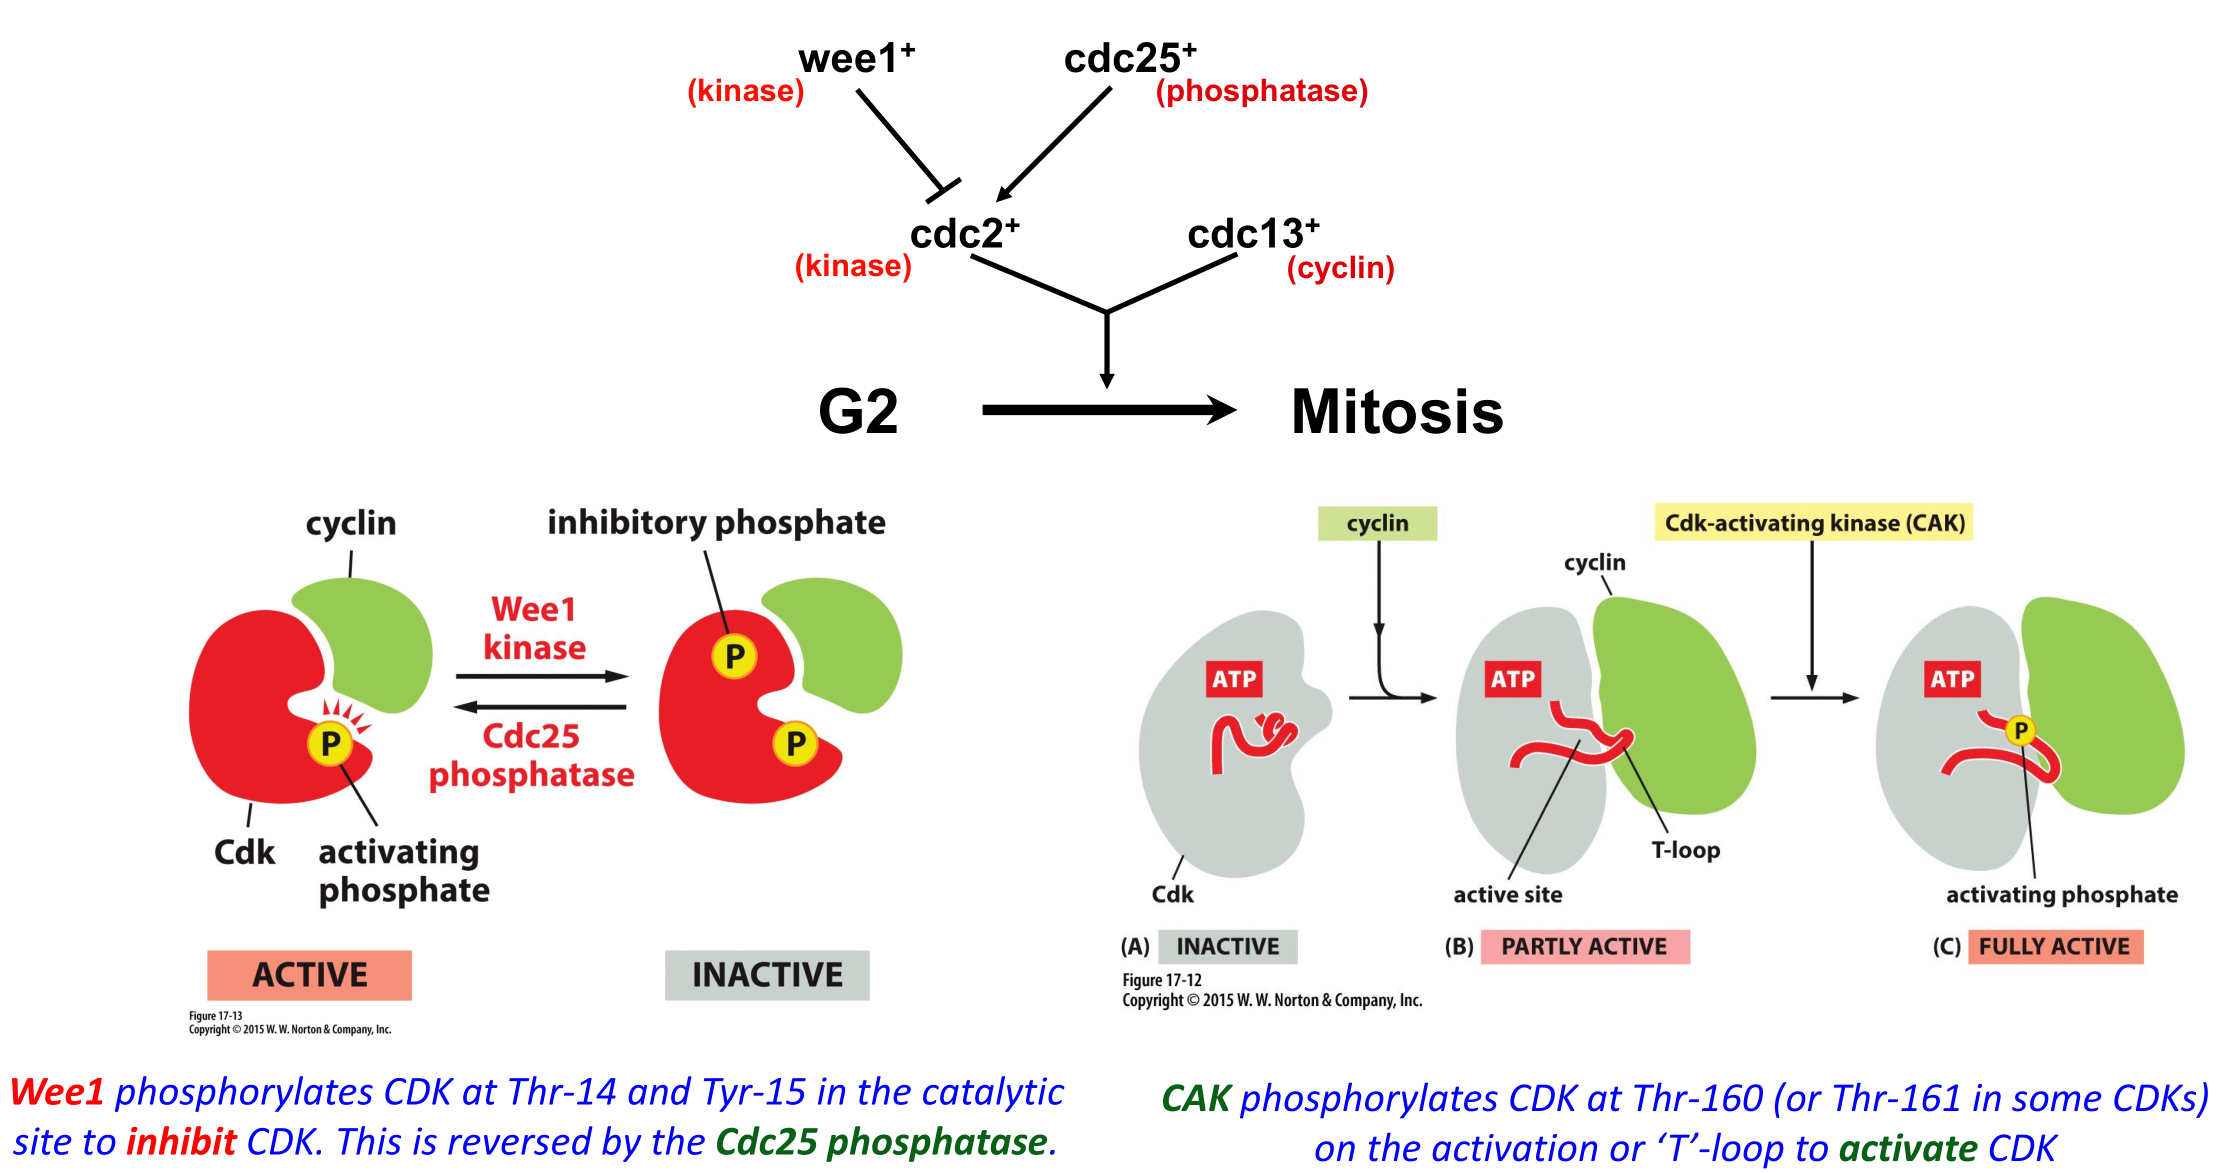 wee1+
cdc25+
(kinase)
(phosphatase)
cdc2+
cdc13+
(kinase)
(cyclin)
G2
Mitosis
cyclin
inhibitory phosphate
Wee1
kinase
P
P
P
Cdc25
phosphatase
Cdk
activating
phosphate
ACTIVE
INACTIVE
Figure 17-13
Copyright © 2015 W. W. Norton & Company, Inc.
cyclin
Cdk-activating kinase (CAK)
cyclin
ATP
ATP
ATP
P
T-loop
Cdk
active site
activating phosphate
(A) INACTIVE
(B) PARTLY ACTIVE
(C) FULLY ACTIVE
Figure 17-12
Copyright © 2015 W. W. Norton & Company, Inc.
Wee1 phosphorylates CDK at Thr-14 and Tyr-15 in the catalytic
site to inhibit CDK. This is reversed by the Cdc25 phosphatase.
CAK phosphorylates CDK at Thr-160 (or Thr-161 in some CDKs)
on the activation or ‘T’-loop to activate CDK